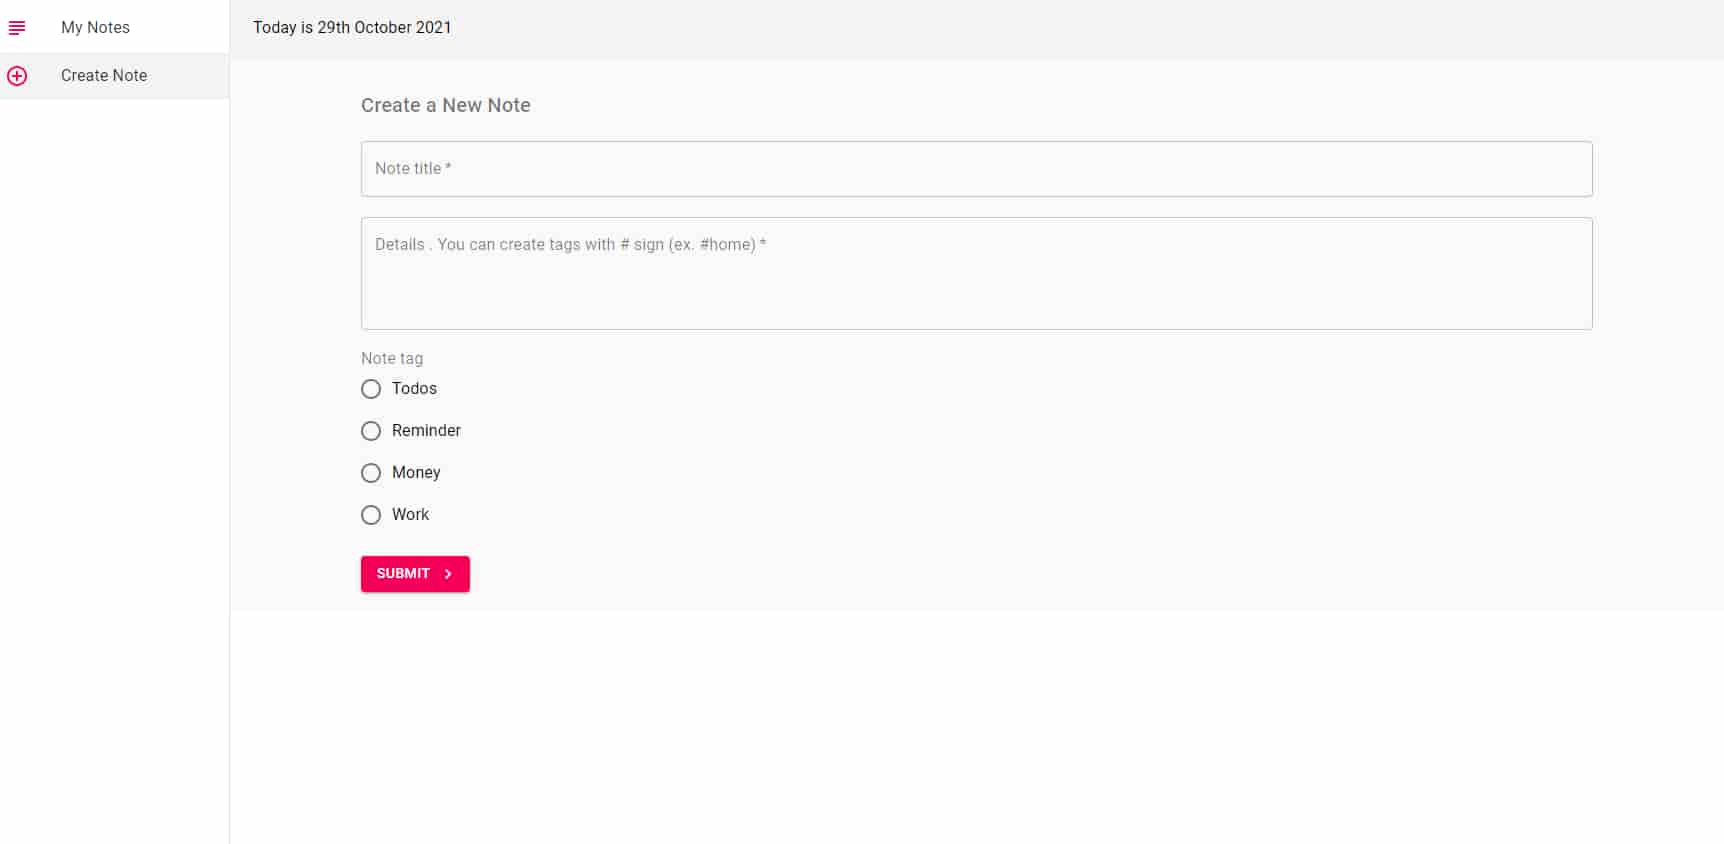 My Notes
Create Note
Today is 29th October 2021
Create a New Note
Note title *
Details . You can create tags with # sign (ex. #home) *
Note tag
Todos
Reminder
Money
Work
SUBMIT